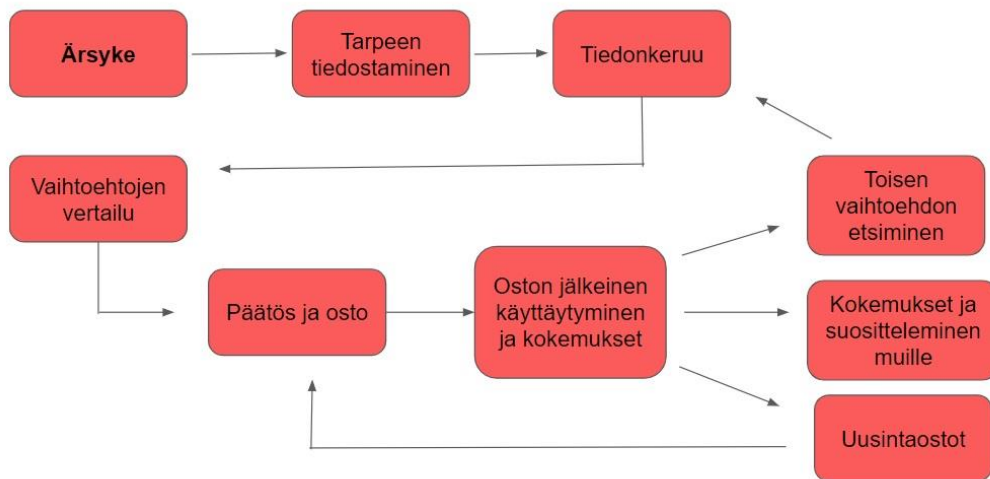 Ärsyke
Tarpeen
tiedostaminen
Tiedonkeruu
Vaihtoehtojen
vertailu
Toisen
vaihtoehdon
etsiminen
Päätös ja osto
Oston jälkeinen
käyttäytyminen
ja kokemukset
Kokemukset ja
suositteleminen
muille
Uusintaostot